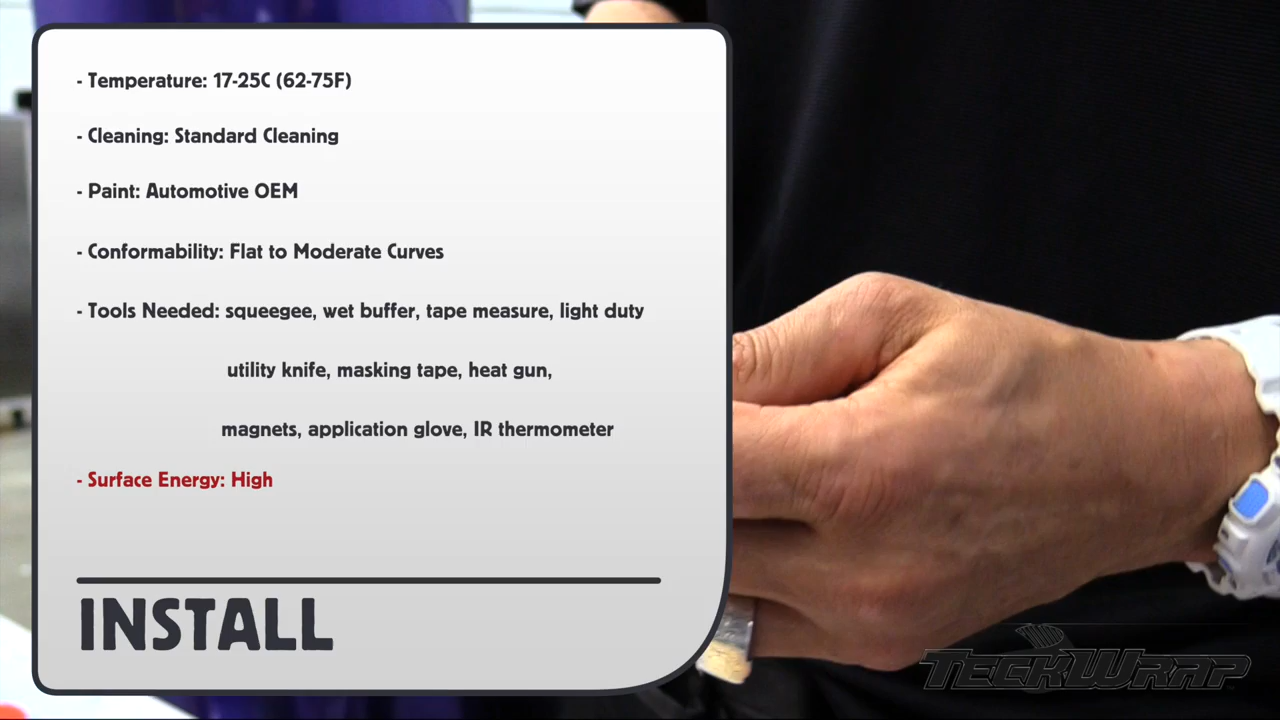 - Temperature: 17-25C (62-75F)
- Cleaning: Standard Cleaning
- Paint: Automotive OEM
- Conformability: Flat to Moderate Curves
- Tools Needed: squeegee, wet buffer, tape measure, light duty
utility knife, masking tape, heat gun,
magnets, application glove, IR thermometer
- Surface Energy: High
INSTALL
TECKWRAP